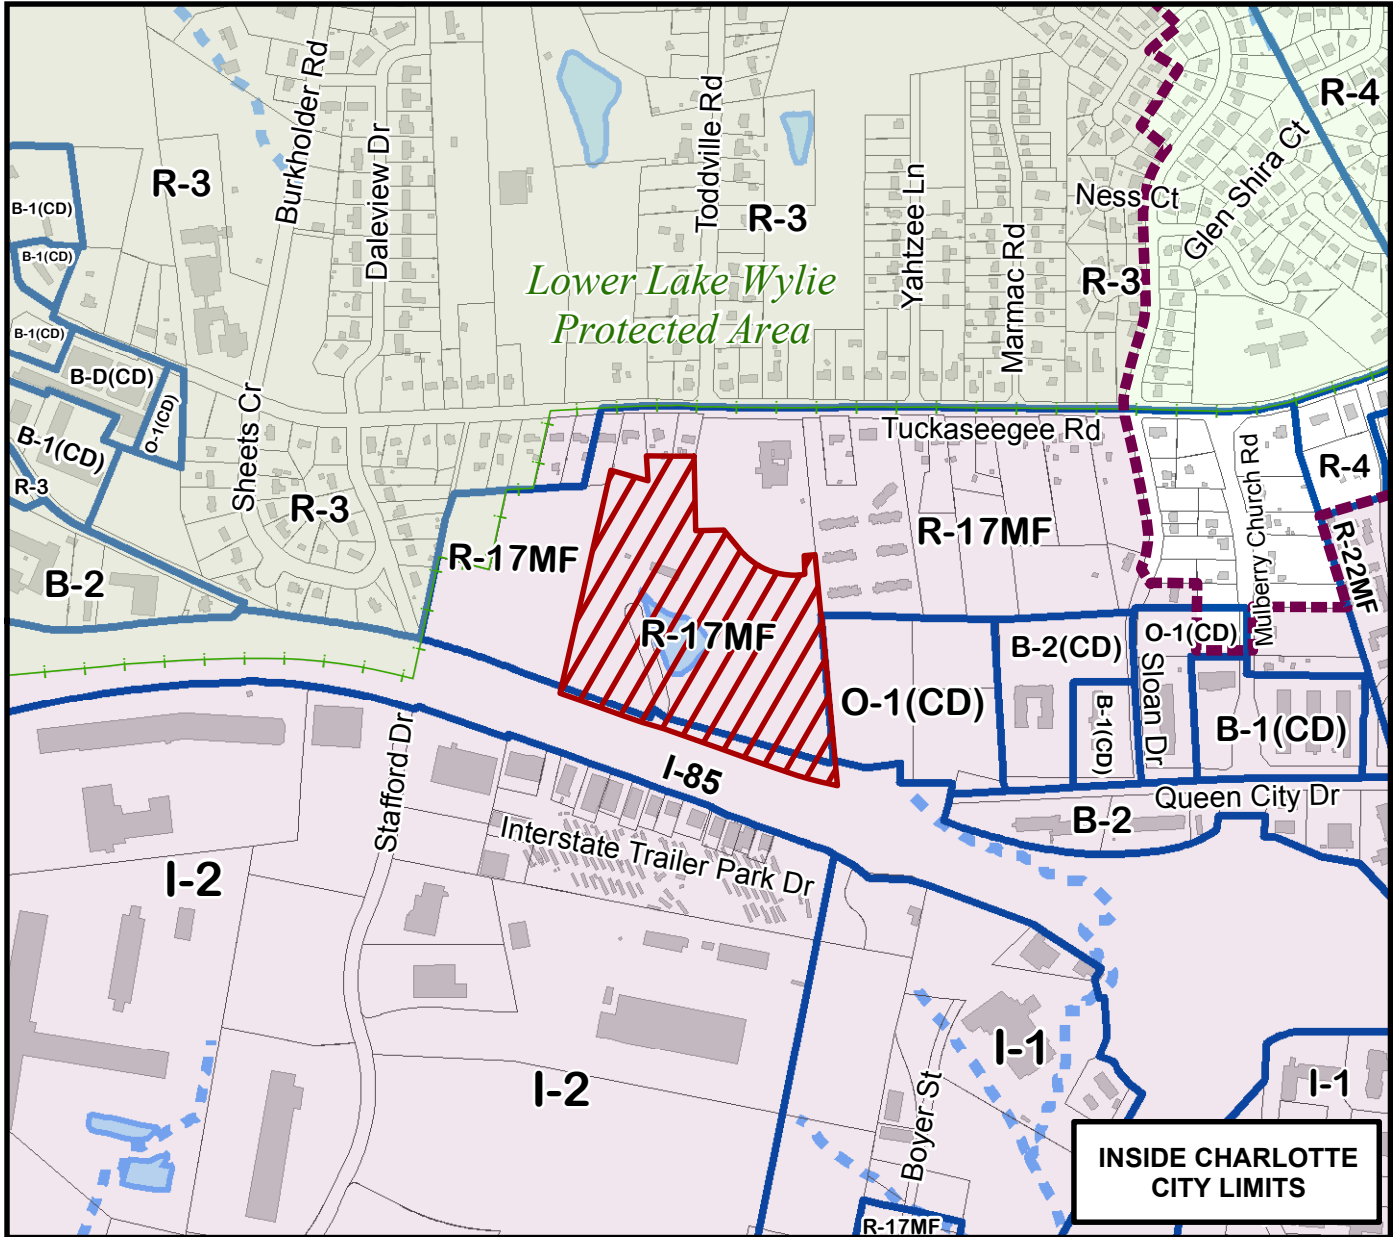 R-4
Burkholder Rd
Daleview Dr
Toddville Rd
Glen Shira Ct
R-3
B-1(CD)
Ness Ct
R-3
Yahtzee Ln
B-1(CD)
Lower Lake Wylie
Protected Area
R-3
Marmac Rd
B-1(CD)
B-D(CD)
O-1(CD)
Sheets Cr
B-1(CD)
Tuckaseegee Rd
Mulberry Church Rd
R-4
R-3
R-3
R-17MF
R-17MF
R-22MF
B-2
R-17MF
O-1(CD)
B-2(CD)
Sloan Dr
O-1(CD)
B-1(CD)
B-1(CD)
Stafford Dr
I-85
Queen City Dr
B-2
Interstate Trailer Park Dr
I-2
I-1
I-2
I-1
Boyer St
INSIDE CHARLOTTE
CITY LIMITS
R-17MF